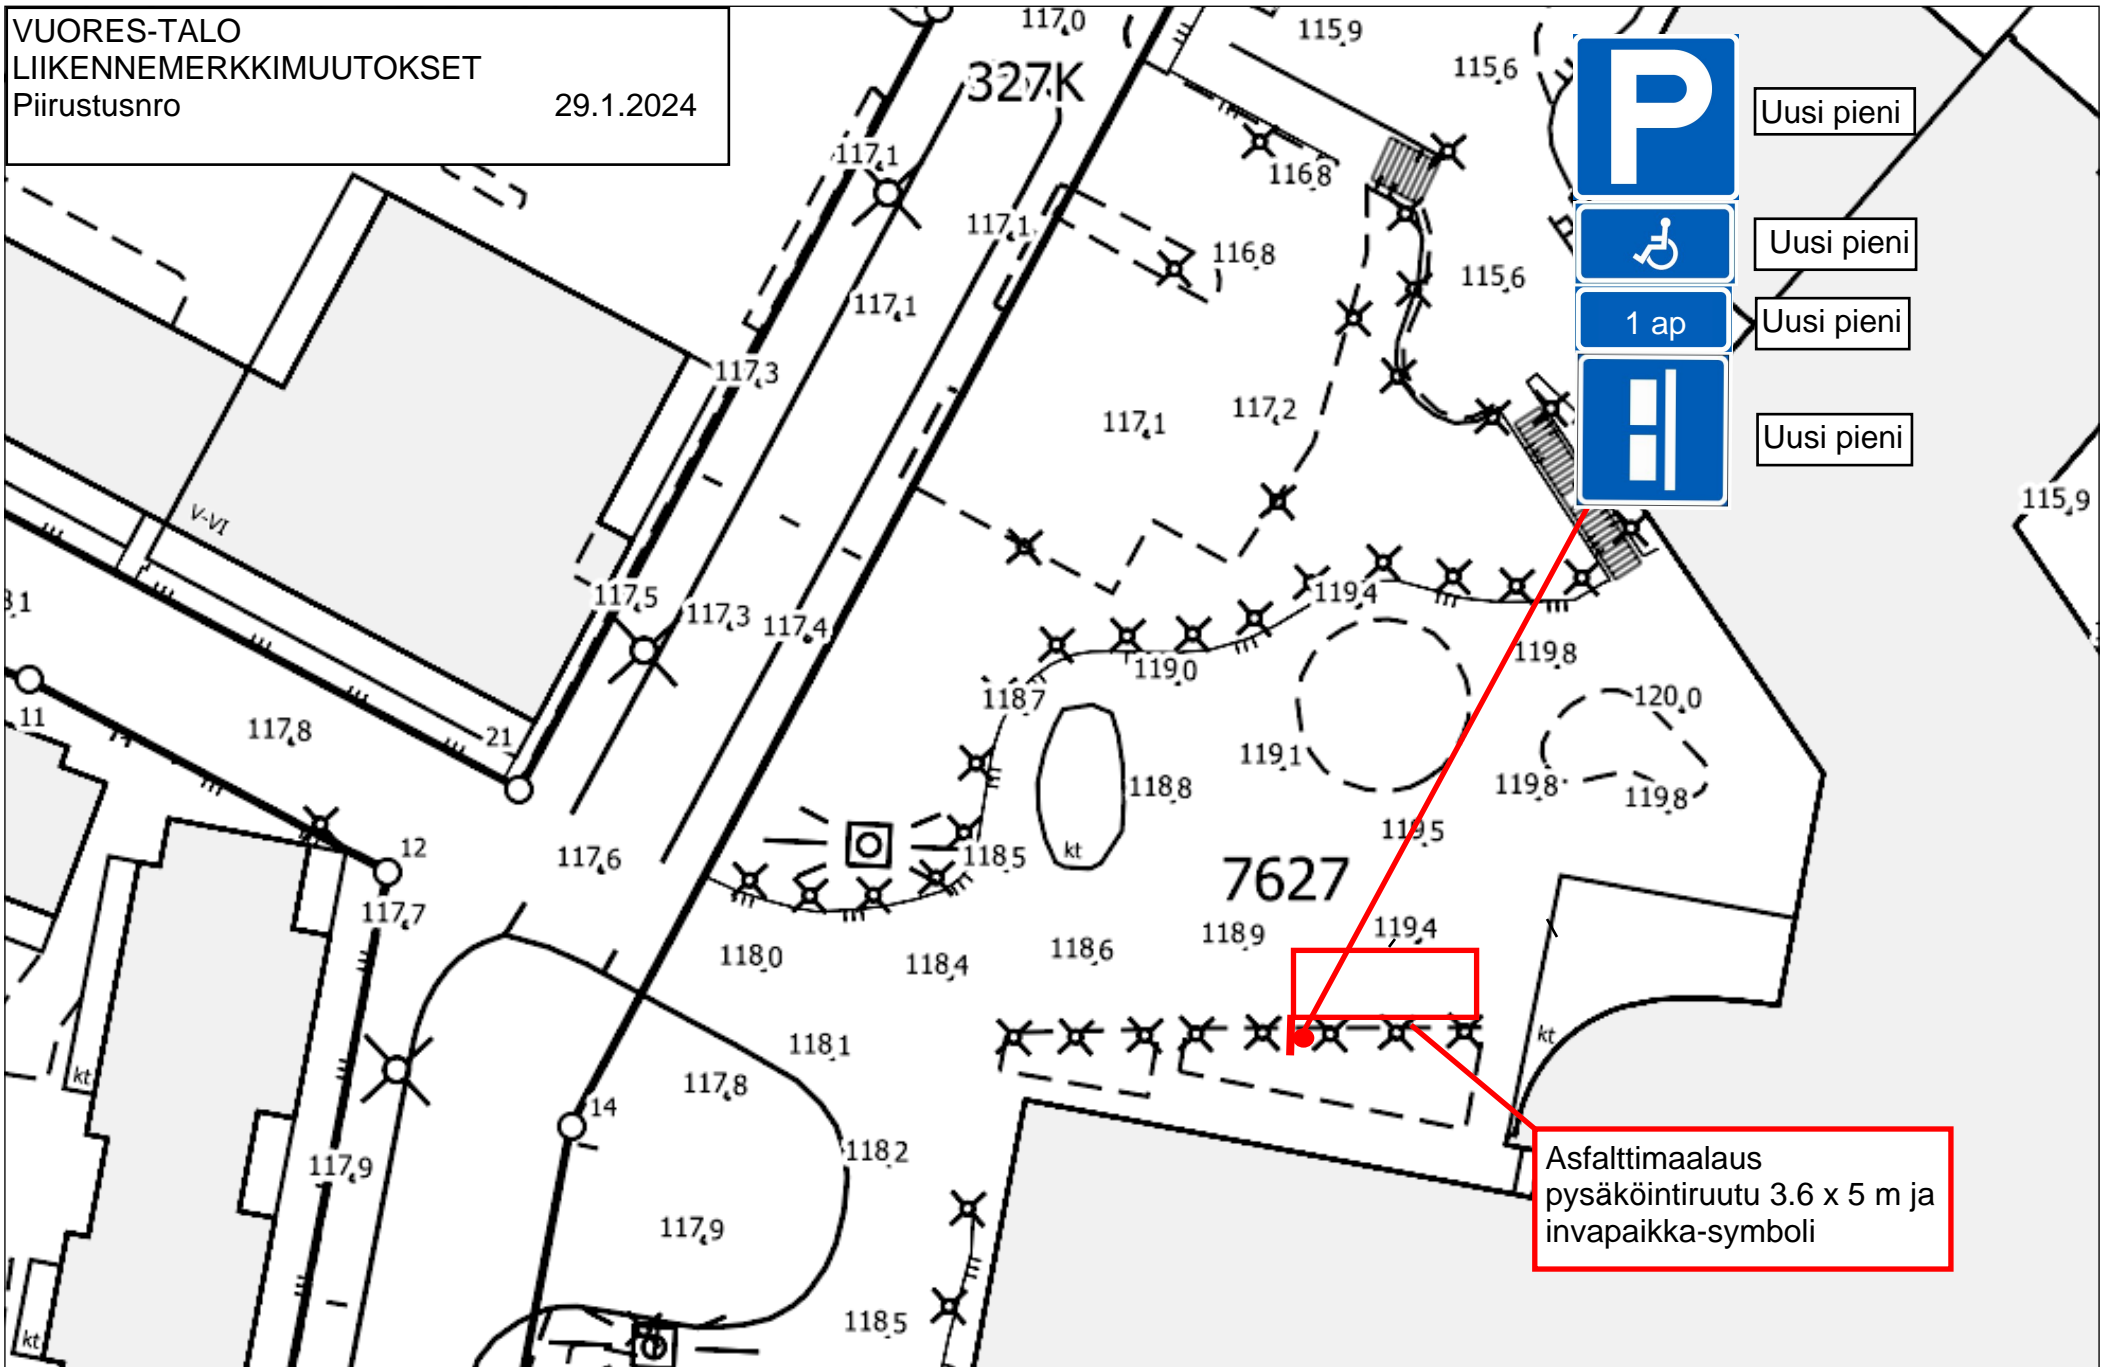 VUORES-TALO
LIIKENNEMERKKIMUUTOKSET
Piirustusnro 29.1.2024
117,0
115,9
327K
115,6
P
Uusi pieni
117,1
116,8
117,1
116,8
Uusi pieni
115,6
117,1
1 ap
Uusi pieni
117,3
117,2
117,1
Uusi pieni
115,9
V-VI
117,5
117,3
117,4
119,4
119,8
119,0
118,7
120,0
11
117,8
21
119,1
118,8
119,8
119,8
119,5
12
117,6
118,5
kt
7627
117,7
118,0
118,4
118,6
118,9
119,4
118,1
kt
kt
117,8
14
118,2
117,9
Asfalttimaalaus
pysäköintiruutu 3.6 x 5 m ja
invapaikka-symboli
117,9
118,5
kt